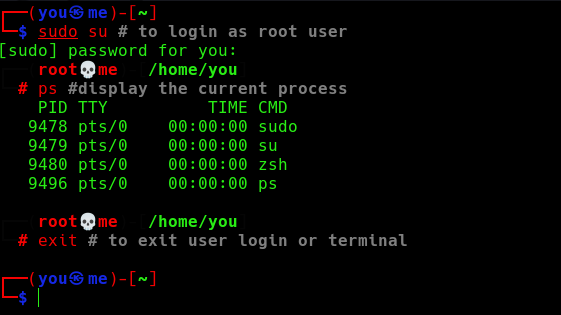 ┌──(you㉿me)-[~]
└─$ sudo su # to login as root user
[sudo] password for you:
root💀me /home/you
# ps #display the current process
PID TTY TIME CMD
9478 pts/0 00:00:00 sudo
9479 pts/0 00:00:00 su
9480 pts/0 00:00:00 zsh
9496 pts/0 00:00:00 ps
root💀me /home/you
# exit # to exit user login or terminal
┌──(you㉿me)-[~]
└─$